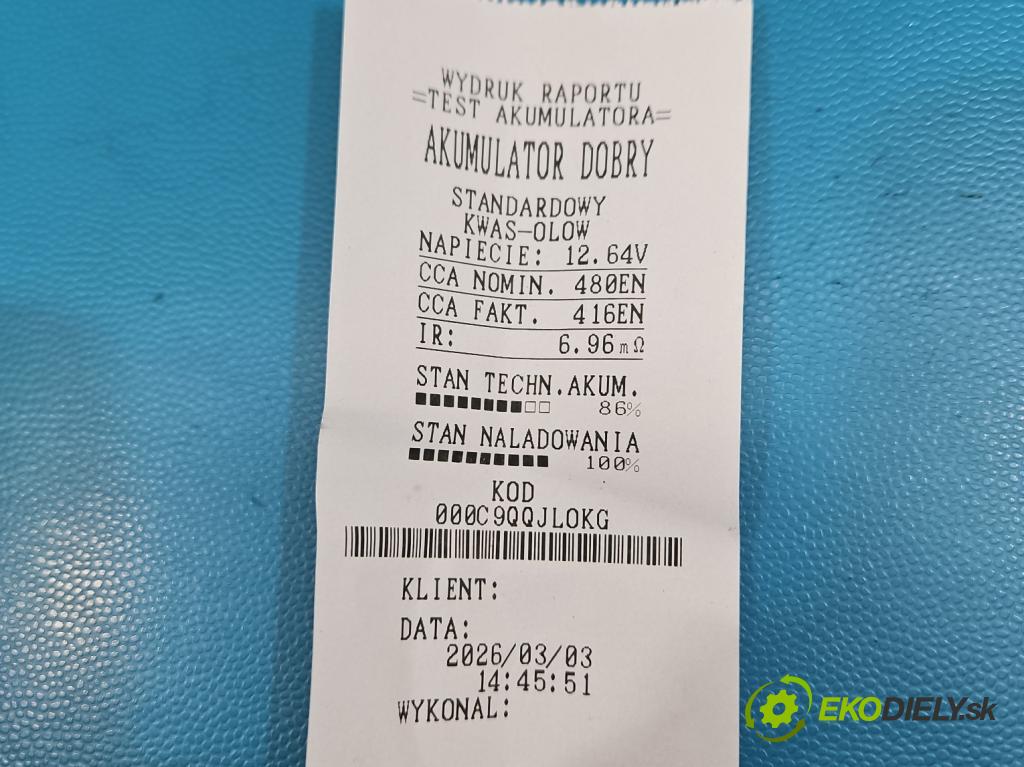 WYDRUK RAPORTU
=TEST AKUMULATORA=
AKUMULATOR DOBRY
STANDARDOWY
KWAS-OLOW
NAPIECIE: 12.64V
CCA NOMIN. 480EN
CCA FAKT. 416EN
IR: 6.96mΩ
STAN TECHN.AKUM.
86%
STAN NALADOWANIA
100%
KOD
000C9QQJLOKG
KLIENT:
DATA:
2026/03/03
14:45:51
WYKONAL:
EKODIELY.sk